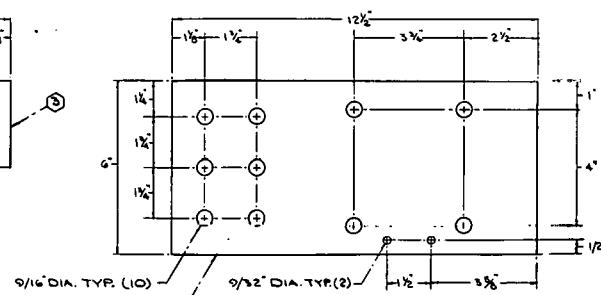 12½"
1⅛" 1¾" 3¾" 2½"
1¼" 1"
3
6" 1¾" 4"
1¾"
1/2
9/16" DIA. TYP. (10) 9/32" DIA. TYP. (2) 1½" 3⅝"